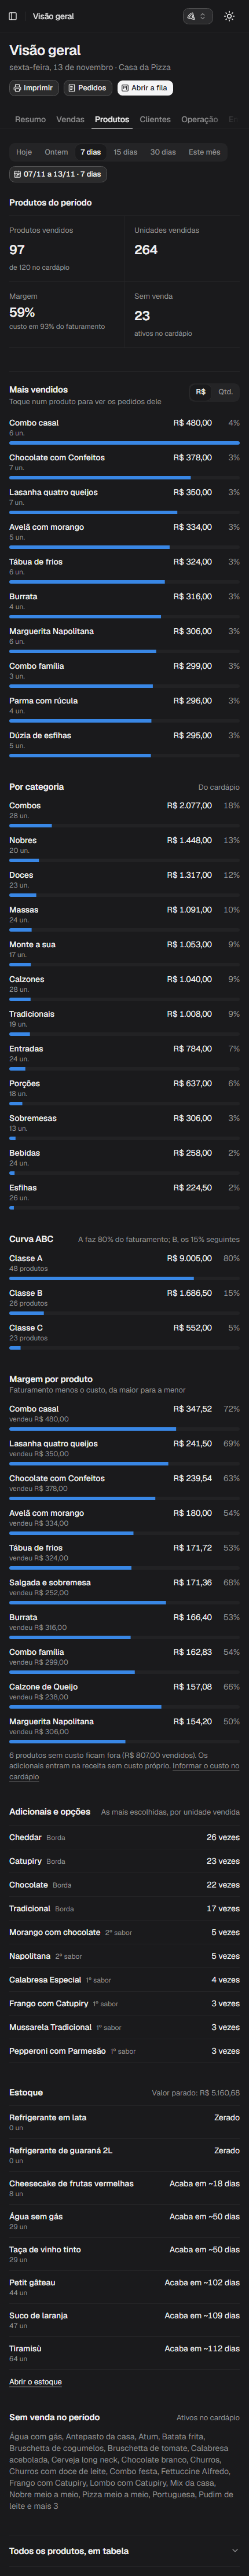 Visão geral
Visão geral
sexta-feira, 13 de novembro · Casa da Pizza
Imprimir Pedidos Abrir a fila
Resumo Vendas Produtos Clientes Operação
Hoje Ontem 7 dias 15 dias 30 dias Este mês
07/11 a 13/11 · 7 dias
Produtos do período
Produtos vendidos Unidades vendidas
97 264
de 120 no cardápio
Margem Sem venda
59% 23
custo em 93% do faturamento ativos no cardápio
Mais vendidos R$ Qtd.
Toque num produto para ver os pedidos dele
Combo casal R$ 480,00 4%
6 un.
Chocolate com Confeitos R$ 378,00 3%
7 un.
Lasanha quatro queijos R$ 350,00 3%
7 un.
Avelã com morango R$ 334,00 3%
5 un.
Tábua de frios R$ 324,00 3%
6 un.
Burrata R$ 316,00 3%
4 un.
Marguerita Napolitana R$ 306,00 3%
6 un.
Combo família R$ 299,00 3%
3 un.
Parma com rúcula R$ 296,00 3%
4 un.
Dúzia de esfihas R$ 295,00 3%
5 un.
Por categoria Do cardápio
Combos R$ 2.077,00 18%
28 un.
Nobres R$ 1.448,00 13%
20 un.
Doces R$ 1.317,00 12%
23 un.
Massas R$ 1.091,00 10%
24 un.
Monte a sua R$ 1.053,00 9%
17 un.
Calzones R$ 1.040,00 9%
28 un.
Tradicionais R$ 1.008,00 9%
19 un.
Entradas R$ 784,00 7%
24 un.
Porções R$ 637,00 6%
18 un.
Sobremesas R$ 306,00 3%
13 un.
Bebidas R$ 258,00 2%
24 un.
Esfihas R$ 224,50 2%
26 un.
Curva ABC A faz 80% do faturamento; B, os 15% seguintes
Classe A R$ 9.005,00 80%
48 produtos
Classe B R$ 1.686,50 15%
26 produtos
Classe C R$ 552,00 5%
23 produtos
Margem por produto
Faturamento menos o custo, da maior para a menor
Combo casal R$ 347,52 72%
vendeu R$ 480,00
Lasanha quatro queijos R$ 241,50 69%
vendeu R$ 350,00
Chocolate com Confeitos R$ 239,54 63%
vendeu R$ 378,00
Avelã com morango R$ 180,00 54%
vendeu R$ 334,00
Tábua de frios R$ 171,72 53%
vendeu R$ 324,00
Salgada e sobremesa R$ 171,36 68%
vendeu R$ 252,00
Burrata R$ 166,40 53%
vendeu R$ 316,00
Combo família R$ 162,83 54%
vendeu R$ 299,00
Calzone de Queijo R$ 157,08 66%
vendeu R$ 238,00
Marguerita Napolitana R$ 154,20 50%
vendeu R$ 306,00
6 produtos sem custo ficam fora (R$ 807,00 vendidos). Os
adicionais entram na receita sem custo próprio. Informar o custo no
cardápio
Adicionais e opções As mais escolhidas, por unidade vendida
Cheddar Borda 26 vezes
Catupiry Borda 23 vezes
Chocolate Borda 22 vezes
Tradicional Borda 17 vezes
Morango com chocolate 2º sabor 5 vezes
Napolitana 2º sabor 5 vezes
Calabresa Especial 1º sabor 4 vezes
Frango com Catupiry 1º sabor 3 vezes
Mussarela Tradicional 1º sabor 3 vezes
Pepperoni com Parmesão 1º sabor 3 vezes
Estoque Valor parado: R$ 5.160,68
Refrigerante em lata Zerado
0 un
Refrigerante de guaraná 2L Zerado
0 un
Cheesecake de frutas vermelhas Acaba em ~18 dias
8 un
Água sem gás Acaba em ~50 dias
29 un
Taça de vinho tinto Acaba em ~50 dias
29 un
Petit gâteau Acaba em ~102 dias
44 un
Suco de laranja Acaba em ~109 dias
47 un
Tiramisù Acaba em ~112 dias
64 un
Abrir o estoque
Sem venda no período Ativos no cardápio
Água com gás, Antepasto da casa, Atum, Batata frita,
Bruschetta de cogumelos, Bruschetta de tomate, Calabresa
acebolada, Cerveja long neck, Chocolate branco, Churros,
Churros com doce de leite, Combo festa, Fettuccine Alfredo,
Frango com Catupiry, Lombo com Catupiry, Mix da casa,
Nobre meio a meio, Pizza meio a meio, Portuguesa, Pudim de
leite e mais 3
Todos os produtos, em tabela